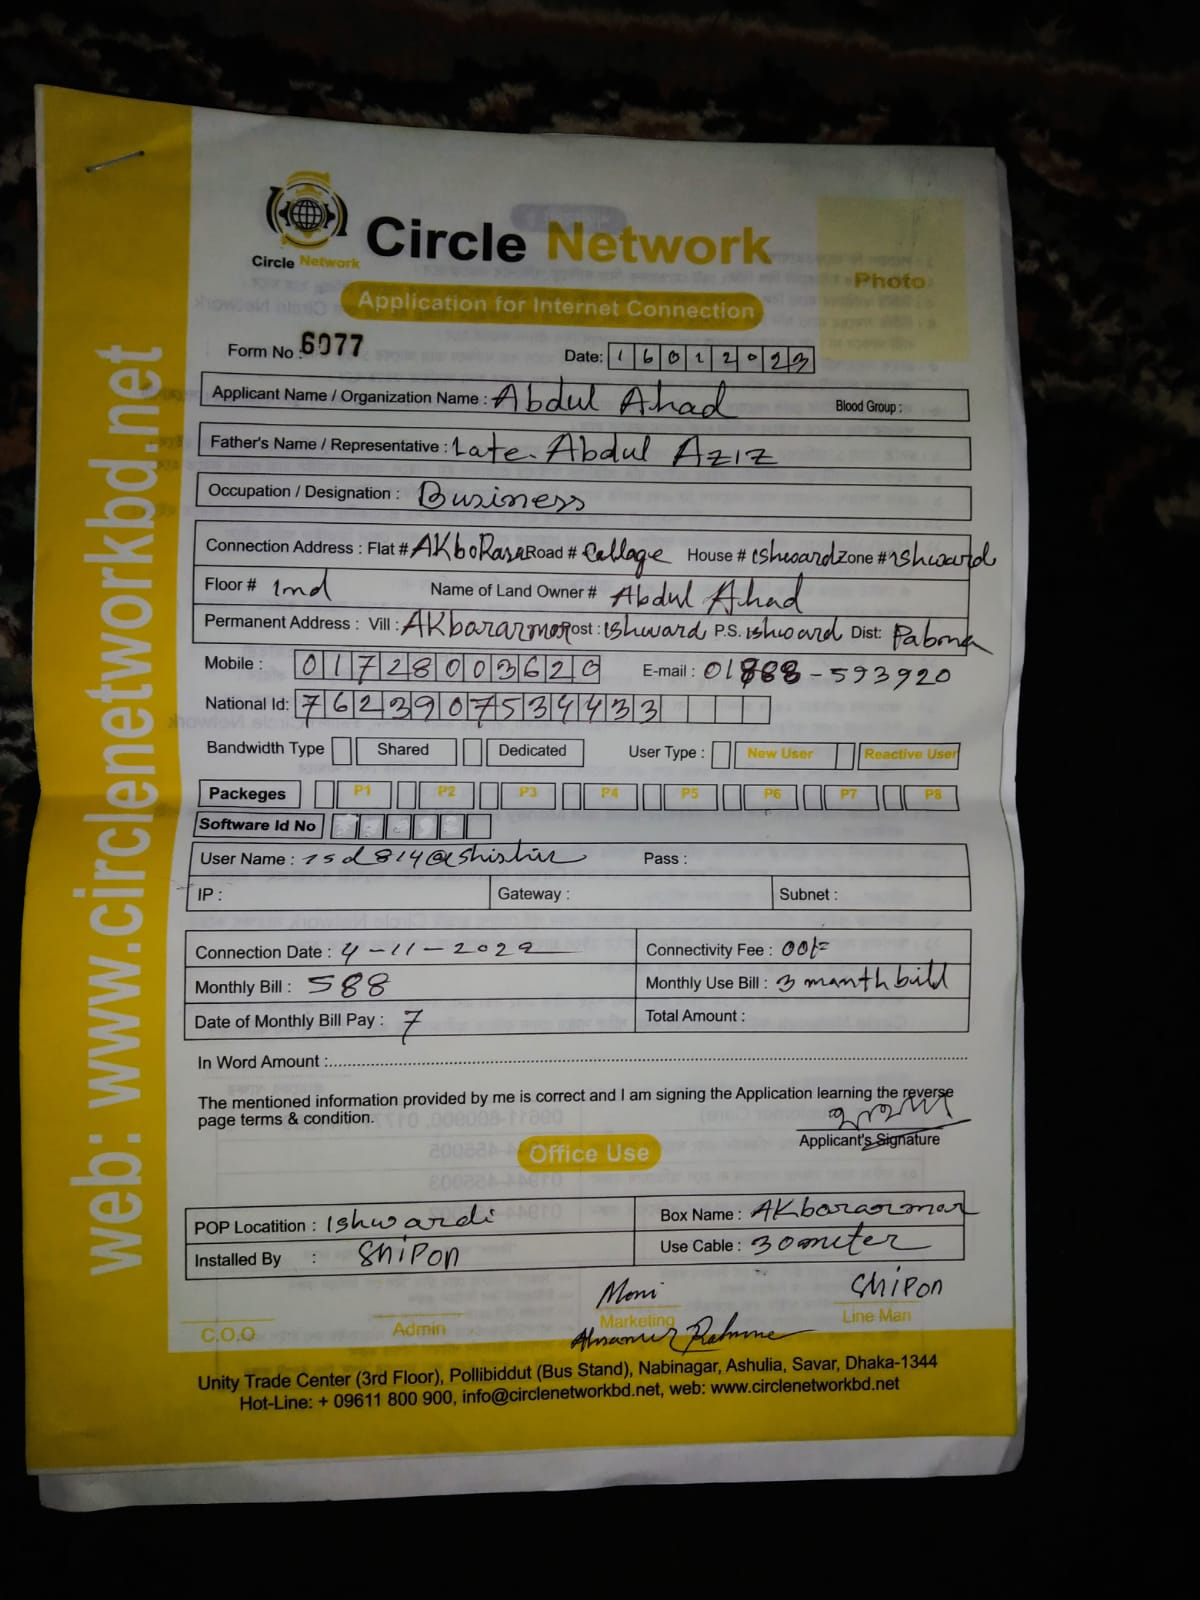 Circle Network
Circle Network
Photo
Application for Internet Connection
Form No : 6077
Date: 16012023
Applicant Name / Organization Name : Abdul Ahad Blood Group :
Father's Name / Representative : Late. Abdul Aziz
Occupation / Designation : Business
Connection Address : Flat # Road # Callage House # Ishward Zone # Ishward
Floor # 1nd Name of Land Owner # Abdul Ahad
Permanent Address : Vill : AKbararmor Post : Ishward P.S. ishward Dist: Pabna
Mobile : 01728003629 E-mail : 01888-593920
National Id: 7623907534433
Bandwidth Type Shared Dedicated User Type : New User Reactive User
Packeges P1 P2 P3 P4 P5 P6 P7 P8
Software Id No
User Name : Pass :
IP : Gateway : Subnet :
Connection Date : 4-11-2022 Connectivity Fee : 00/=
Monthly Bill : 588 Monthly Use Bill : 3 manth bill
Date of Monthly Bill Pay : 7 Total Amount :
In Word Amount :
The mentioned information provided by me is correct and I am signing the Application learning the reverse
page terms & condition.
Applicant's Signature
Office Use
POP Locatition : Ishwardi Box Name : AKbararmor
Installed By : SHiPON Use Cable : 30 miter
Moni SHiPON
C.O.O Admin Marketing Line Man
Unity Trade Center (3rd Floor), Pollibiddut (Bus Stand), Nabinagar, Ashulia, Savar, Dhaka-1344
Hot-Line: + 09611 800 900, info@circlenetworkbd.net, web: www.circlenetworkbd.net
web: www.circlenetworkbd.net